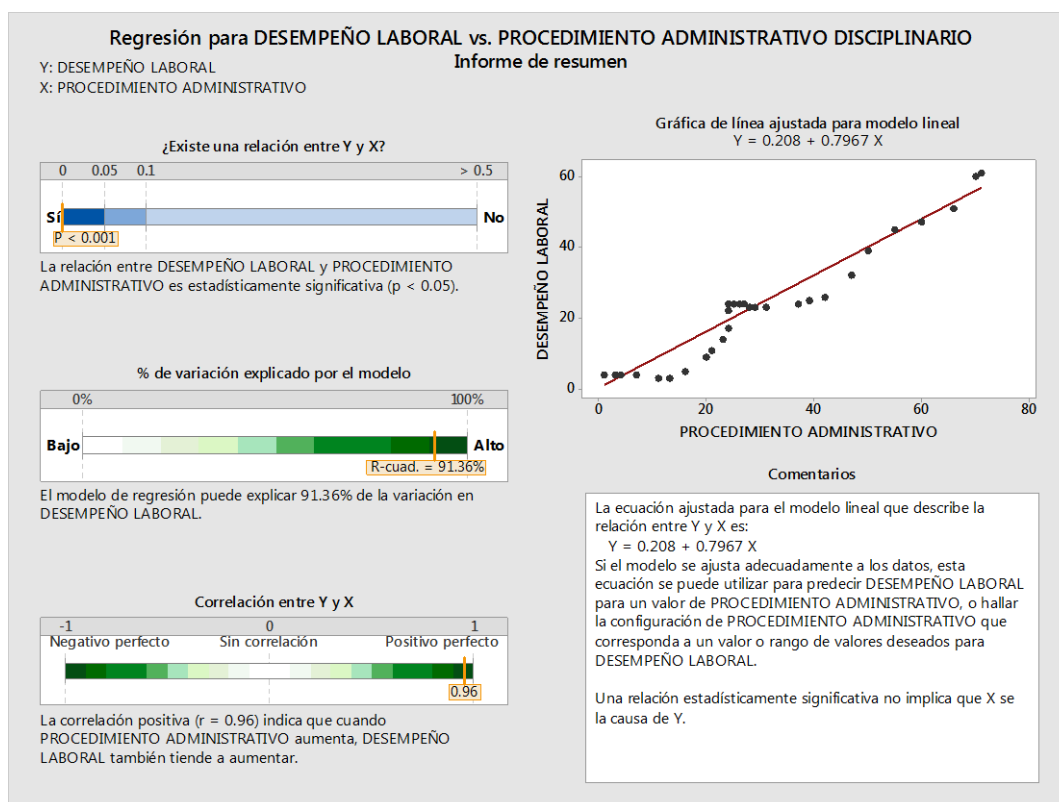 Regresión para DESEMPEÑO LABORAL vs. PROCEDIMIENTO ADMINISTRATIVO DISCIPLINARIO
Informe de resumen
Y: DESEMPEÑO LABORAL
X: PROCEDIMIENTO ADMINISTRATIVO
¿Existe una relación entre Y y X?
0 0.05 0.1 > 0.5
Sí No
P < 0.001
La relación entre DESEMPEÑO LABORAL y PROCEDIMIENTO
ADMINISTRATIVO es estadísticamente significativa (p < 0.05).
% de variación explicado por el modelo
0% 100%
Bajo Alto
R-cuad. = 91.36%
El modelo de regresión puede explicar 91.36% de la variación en
DESEMPEÑO LABORAL.
Correlación entre Y y X
-1 0 1
Negativo perfecto Sin correlación Positivo perfecto
0.96
La correlación positiva (r = 0.96) indica que cuando
PROCEDIMIENTO ADMINISTRATIVO aumenta, DESEMPEÑO
LABORAL también tiende a aumentar.
Gráfica de línea ajustada para modelo lineal
Y = 0.208 + 0.7967 X
60
40
20
0
DESEMPEÑO LABORAL
0 20 40 60 80
PROCEDIMIENTO ADMINISTRATIVO
Comentarios
La ecuación ajustada para el modelo lineal que describe la
relación entre Y y X es:
Y = 0.208 + 0.7967 X
Si el modelo se ajusta adecuadamente a los datos, esta
ecuación se puede utilizar para predecir DESEMPEÑO LABORAL
para un valor de PROCEDIMIENTO ADMINISTRATIVO, o hallar
la configuración de PROCEDIMIENTO ADMINISTRATIVO que
corresponda a un valor o rango de valores deseados para
DESEMPEÑO LABORAL.
Una relación estadísticamente significativa no implica que X se
la causa de Y.